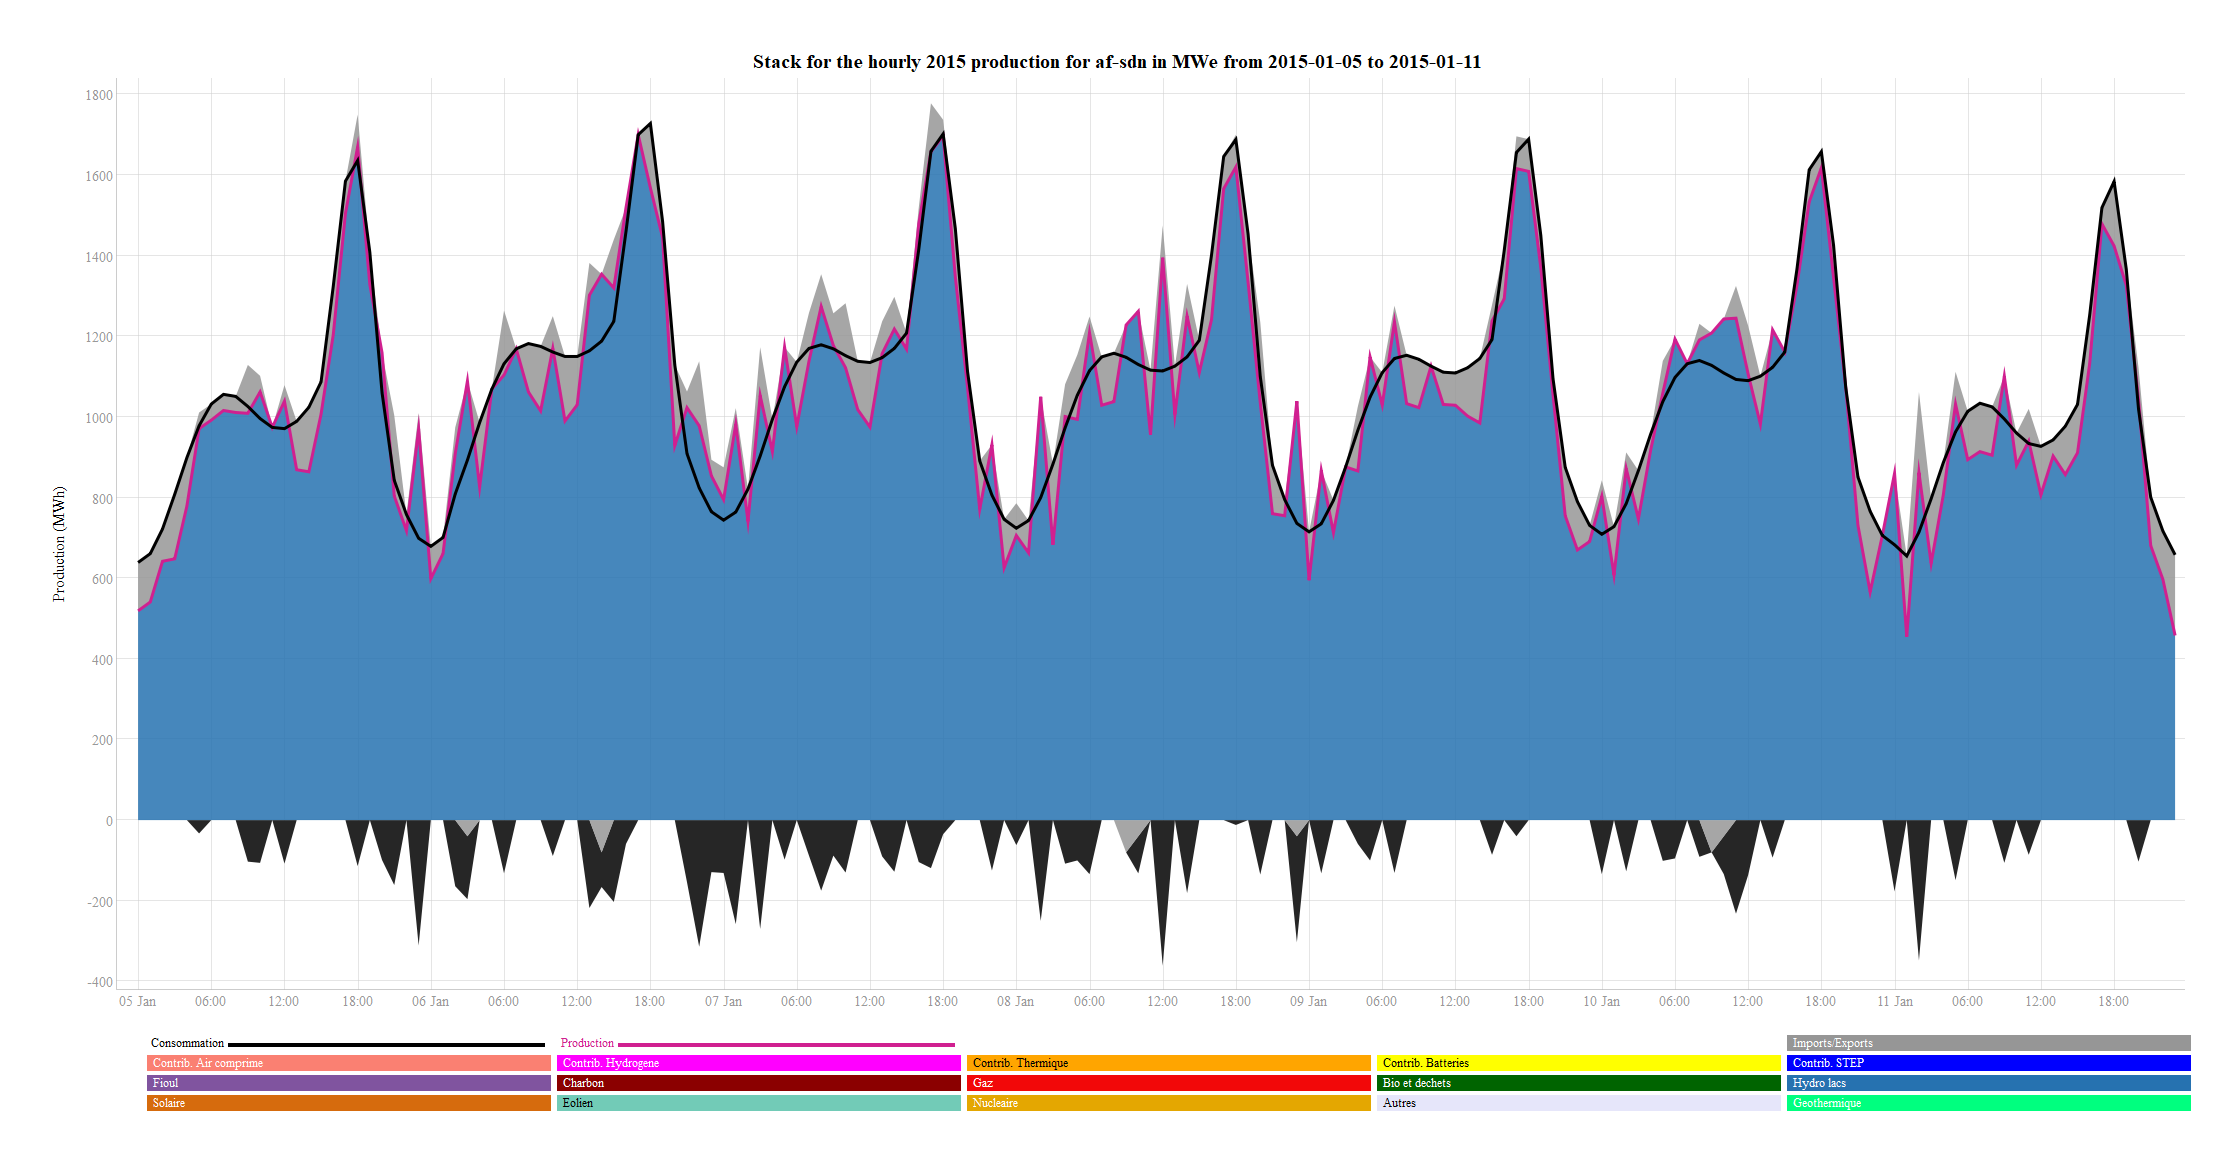 Stack for the hourly 2015 production for af-sdn in MWe from 2015-01-05 to 2015-01-11
Production (MWh)
1800
1600
1400
1200
1000
800
600
400
200
0
-200
-400
05 Jan 06:00 12:00 18:00 06 Jan 06:00 12:00 18:00 07 Jan 06:00 12:00 18:00 08 Jan 06:00 12:00 18:00 09 Jan 06:00 12:00 18:00 10 Jan 06:00 12:00 18:00 11 Jan 06:00 12:00 18:00
Consommation Production Imports/Exports
Contrib. Air comprime Contrib. Hydrogene Contrib. Thermique Contrib. Batteries Contrib. STEP
Fioul Charbon Gaz Bio et dechets Hydro lacs
Solaire Eolien Nucleaire Autres Geothermique